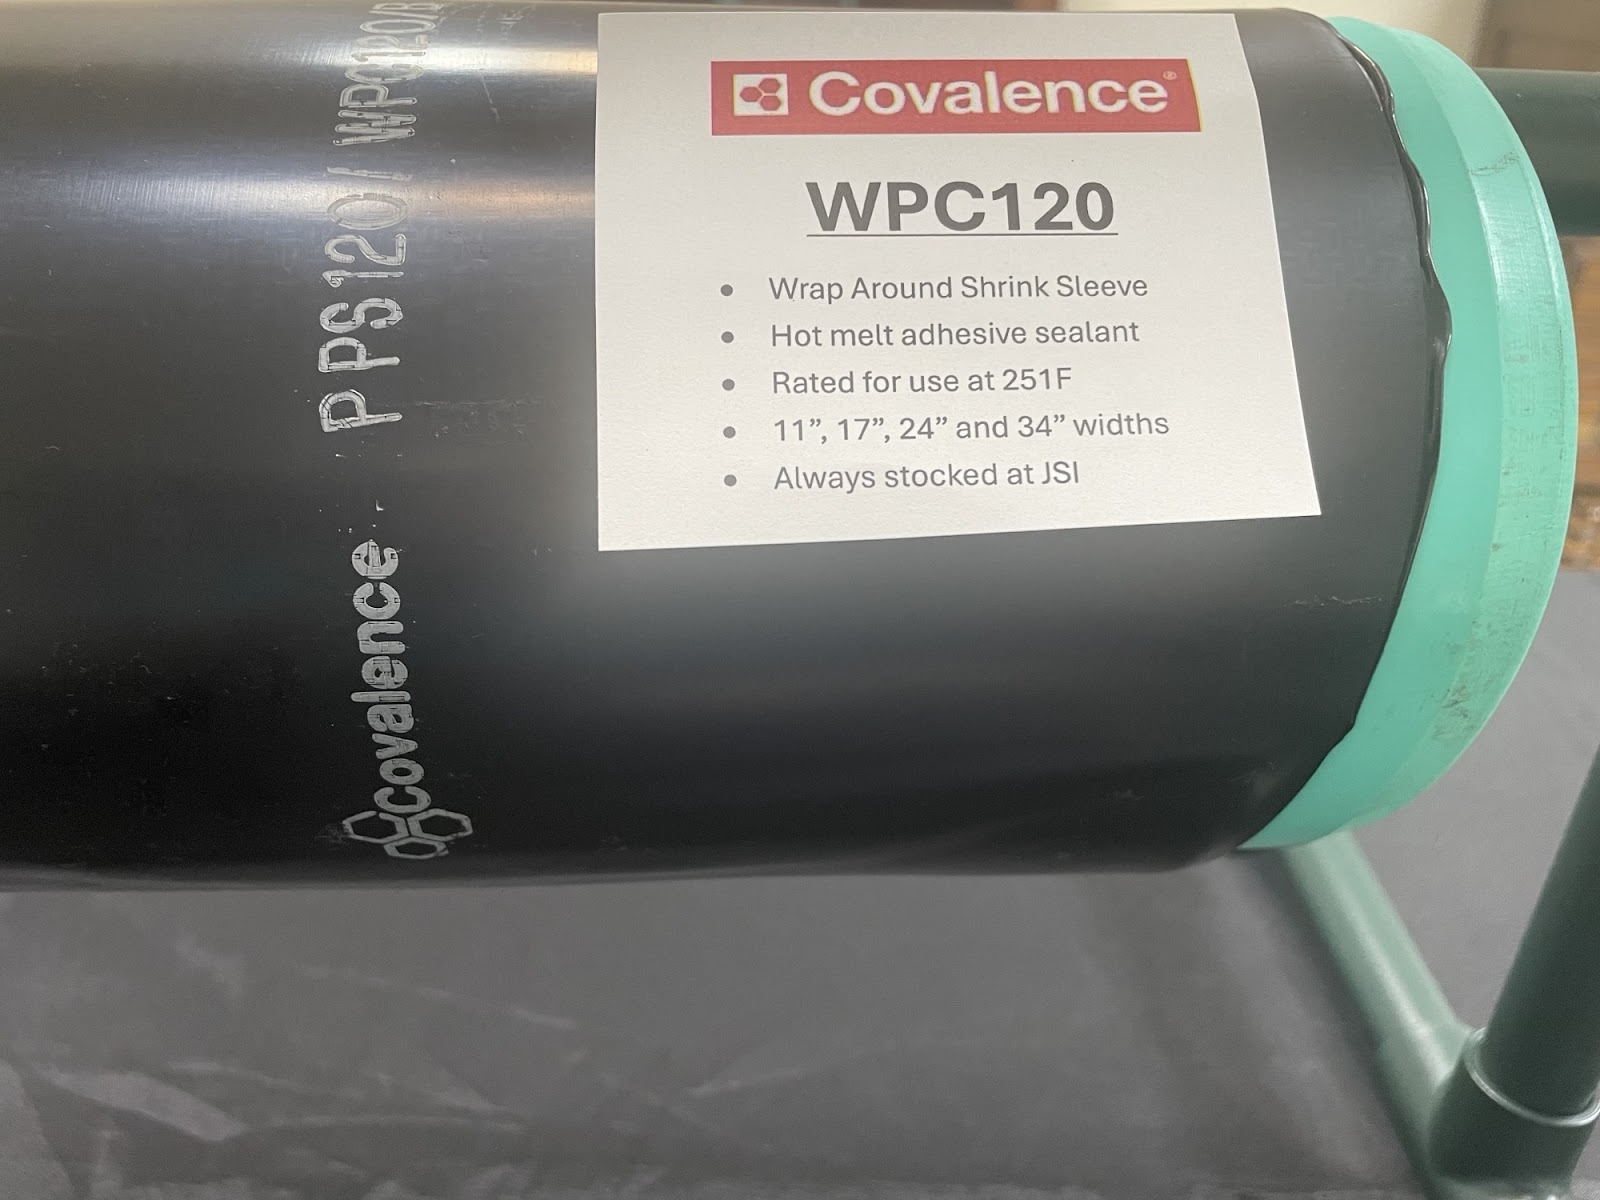 Covalence®
WPC120
• Wrap Around Shrink Sleeve
• Hot melt adhesive sealant
• Rated for use at 251F
• 11”, 17”, 24” and 34” widths
• Always stocked at JSI
covalence PPS120/WPC120/B